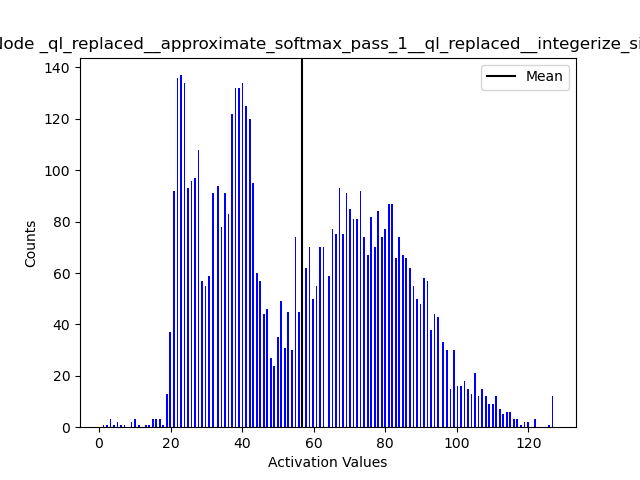 Node _ql_replaced__approximate_softmax_pass_1__ql_replaced__integerize_si
140
120
100
80
60
40
20
0
Counts
Mean
0 20 40 60 80 100 120
Activation Values